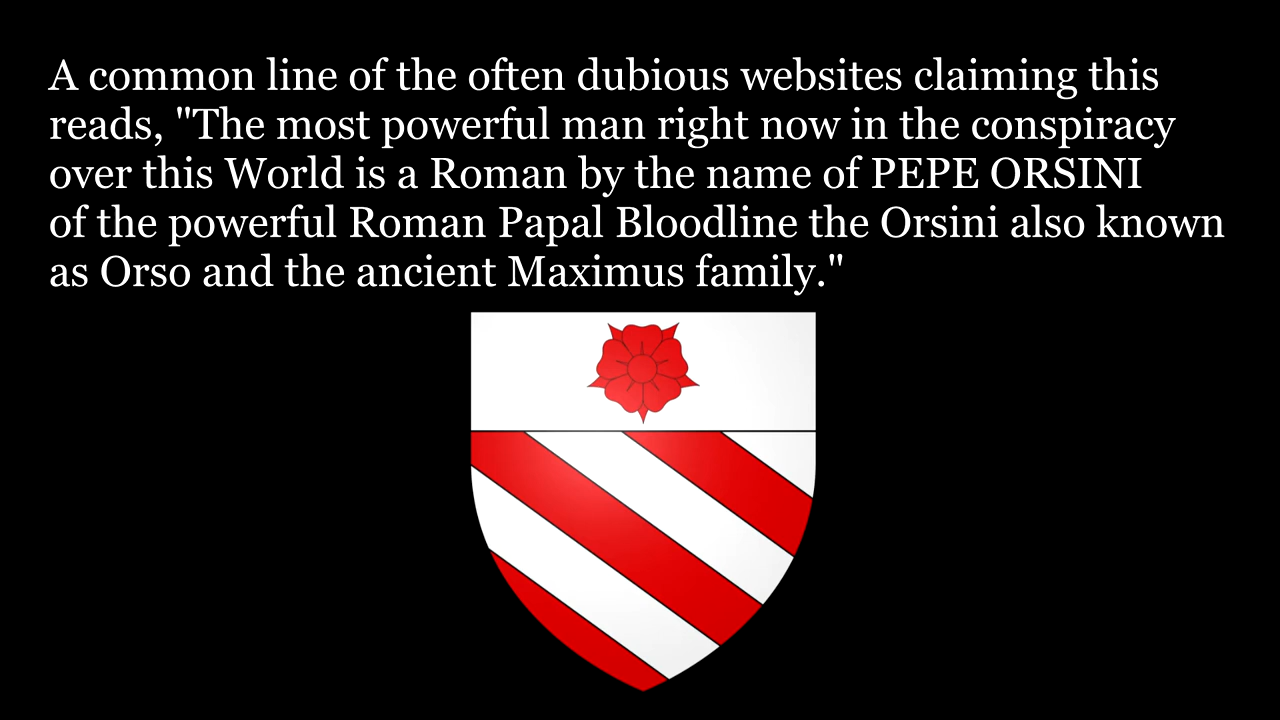 A common line of the often dubious websites claiming this
reads, "The most powerful man right now in the conspiracy
over this World is a Roman by the name of PEPE ORSINI
of the powerful Roman Papal Bloodline the Orsini also known
as Orso and the ancient Maximus family."